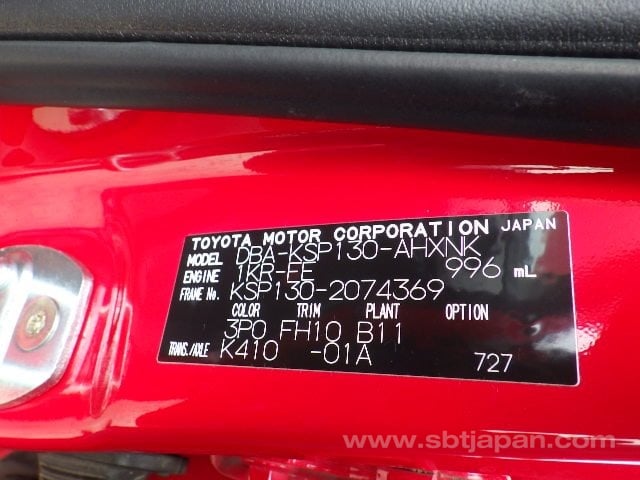 TOYOTA MOTOR CORPORATION JAPAN
MODEL DBA-KSP130-AHXNK
ENGINE 1KR-FE 996 mL
FRAME No. KSP130-2074369
COLOR TRIM PLANT OPTION
3P0 FH10 B11
TRANS./AXLE K410 -01A 727
www.sbtjapan.com